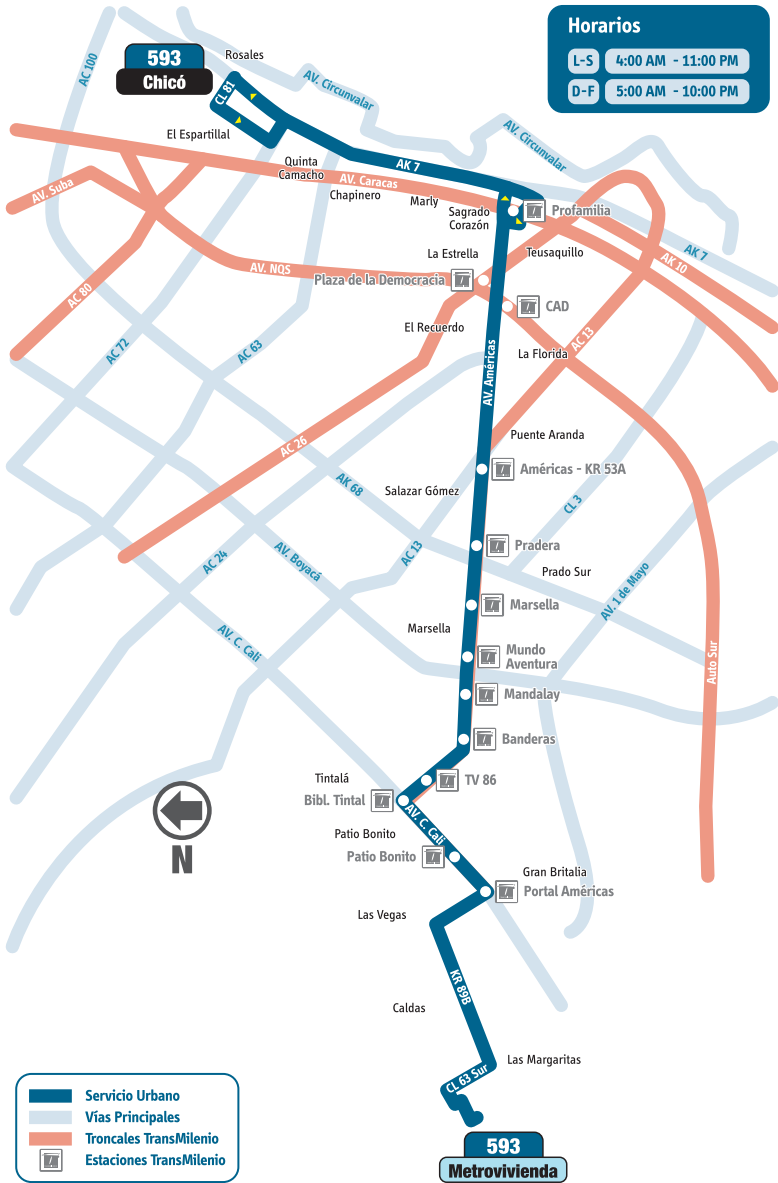 Horarios
L-S 4:00 AM - 11:00 PM
D-F 5:00 AM - 10:00 PM
593
Chicó
Rosales
AC 100
AV. Circunvalar
CL 81
El Espartillal
AV. Circunvalar
AK 7
Quinta
Camacho
AV. Caracas
Chapinero
Marly
AV. Suba
Sagrado
Corazón
Profamilia
La Estrella
Teusaquillo
AK 7
AK 10
AV. NQS
Plaza de la Democracia
AC 80
CAD
El Recuerdo
AC 13
AC 72
AC 63
La Florida
AV. Américas
Puente Aranda
AC 26
Américas - KR 53A
AK 68
Salazar Gómez
CL 3
Pradera
AC 24
AV. Boyacá
AC 13
Prado Sur
AV. 1 de Mayo
Marsella
Marsella
AV. C. Cali
Mundo
Aventura
Auto Sur
Mandalay
Banderas
Tintalá
TV 86
Bibl. Tintal
AV. C. Cali
Patio Bonito
Patio Bonito
N
Gran Britalia
Portal Américas
Las Vegas
KR 89B
Caldas
Las Margaritas
CL 63 Sur
Servicio Urbano
Vías Principales
Troncales TransMilenio
Estaciones TransMilenio
593
Metrovivienda